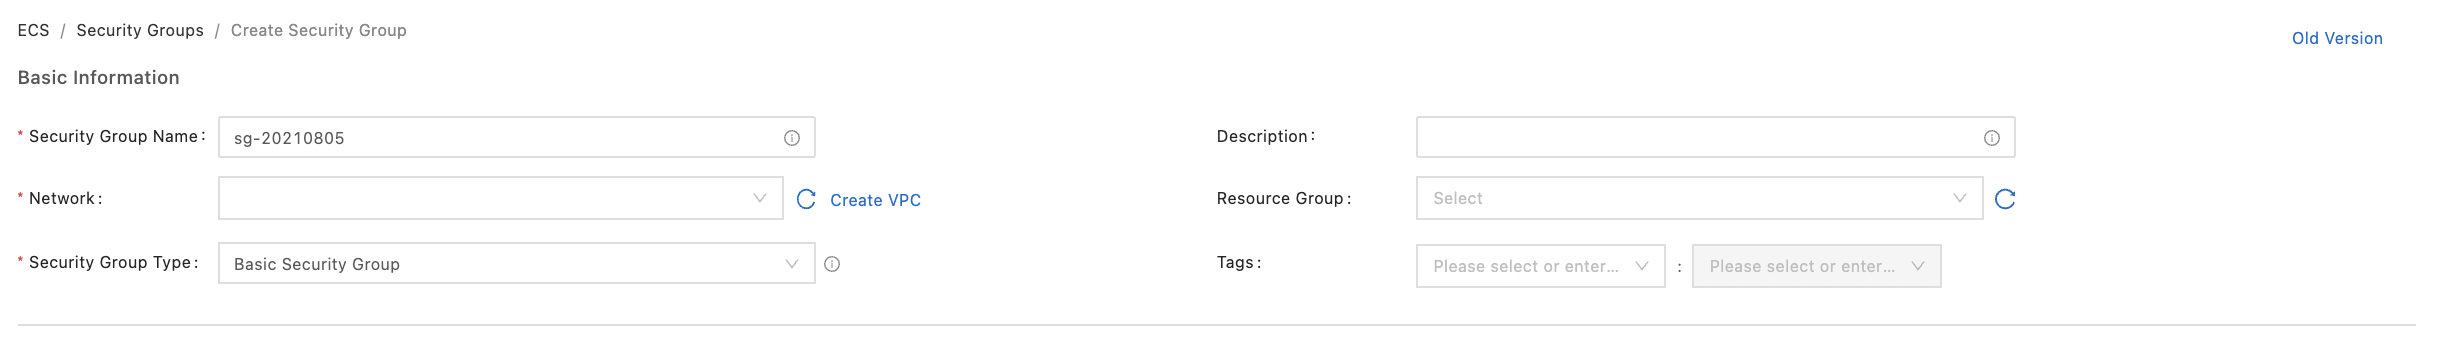 ECS / Security Groups / Create Security Group
Old Version
Basic Information
* Security Group Name: sg-20210805
Description:
* Network: Create VPC
Resource Group: Select
* Security Group Type: Basic Security Group
Tags: Please select or enter... : Please select or enter...